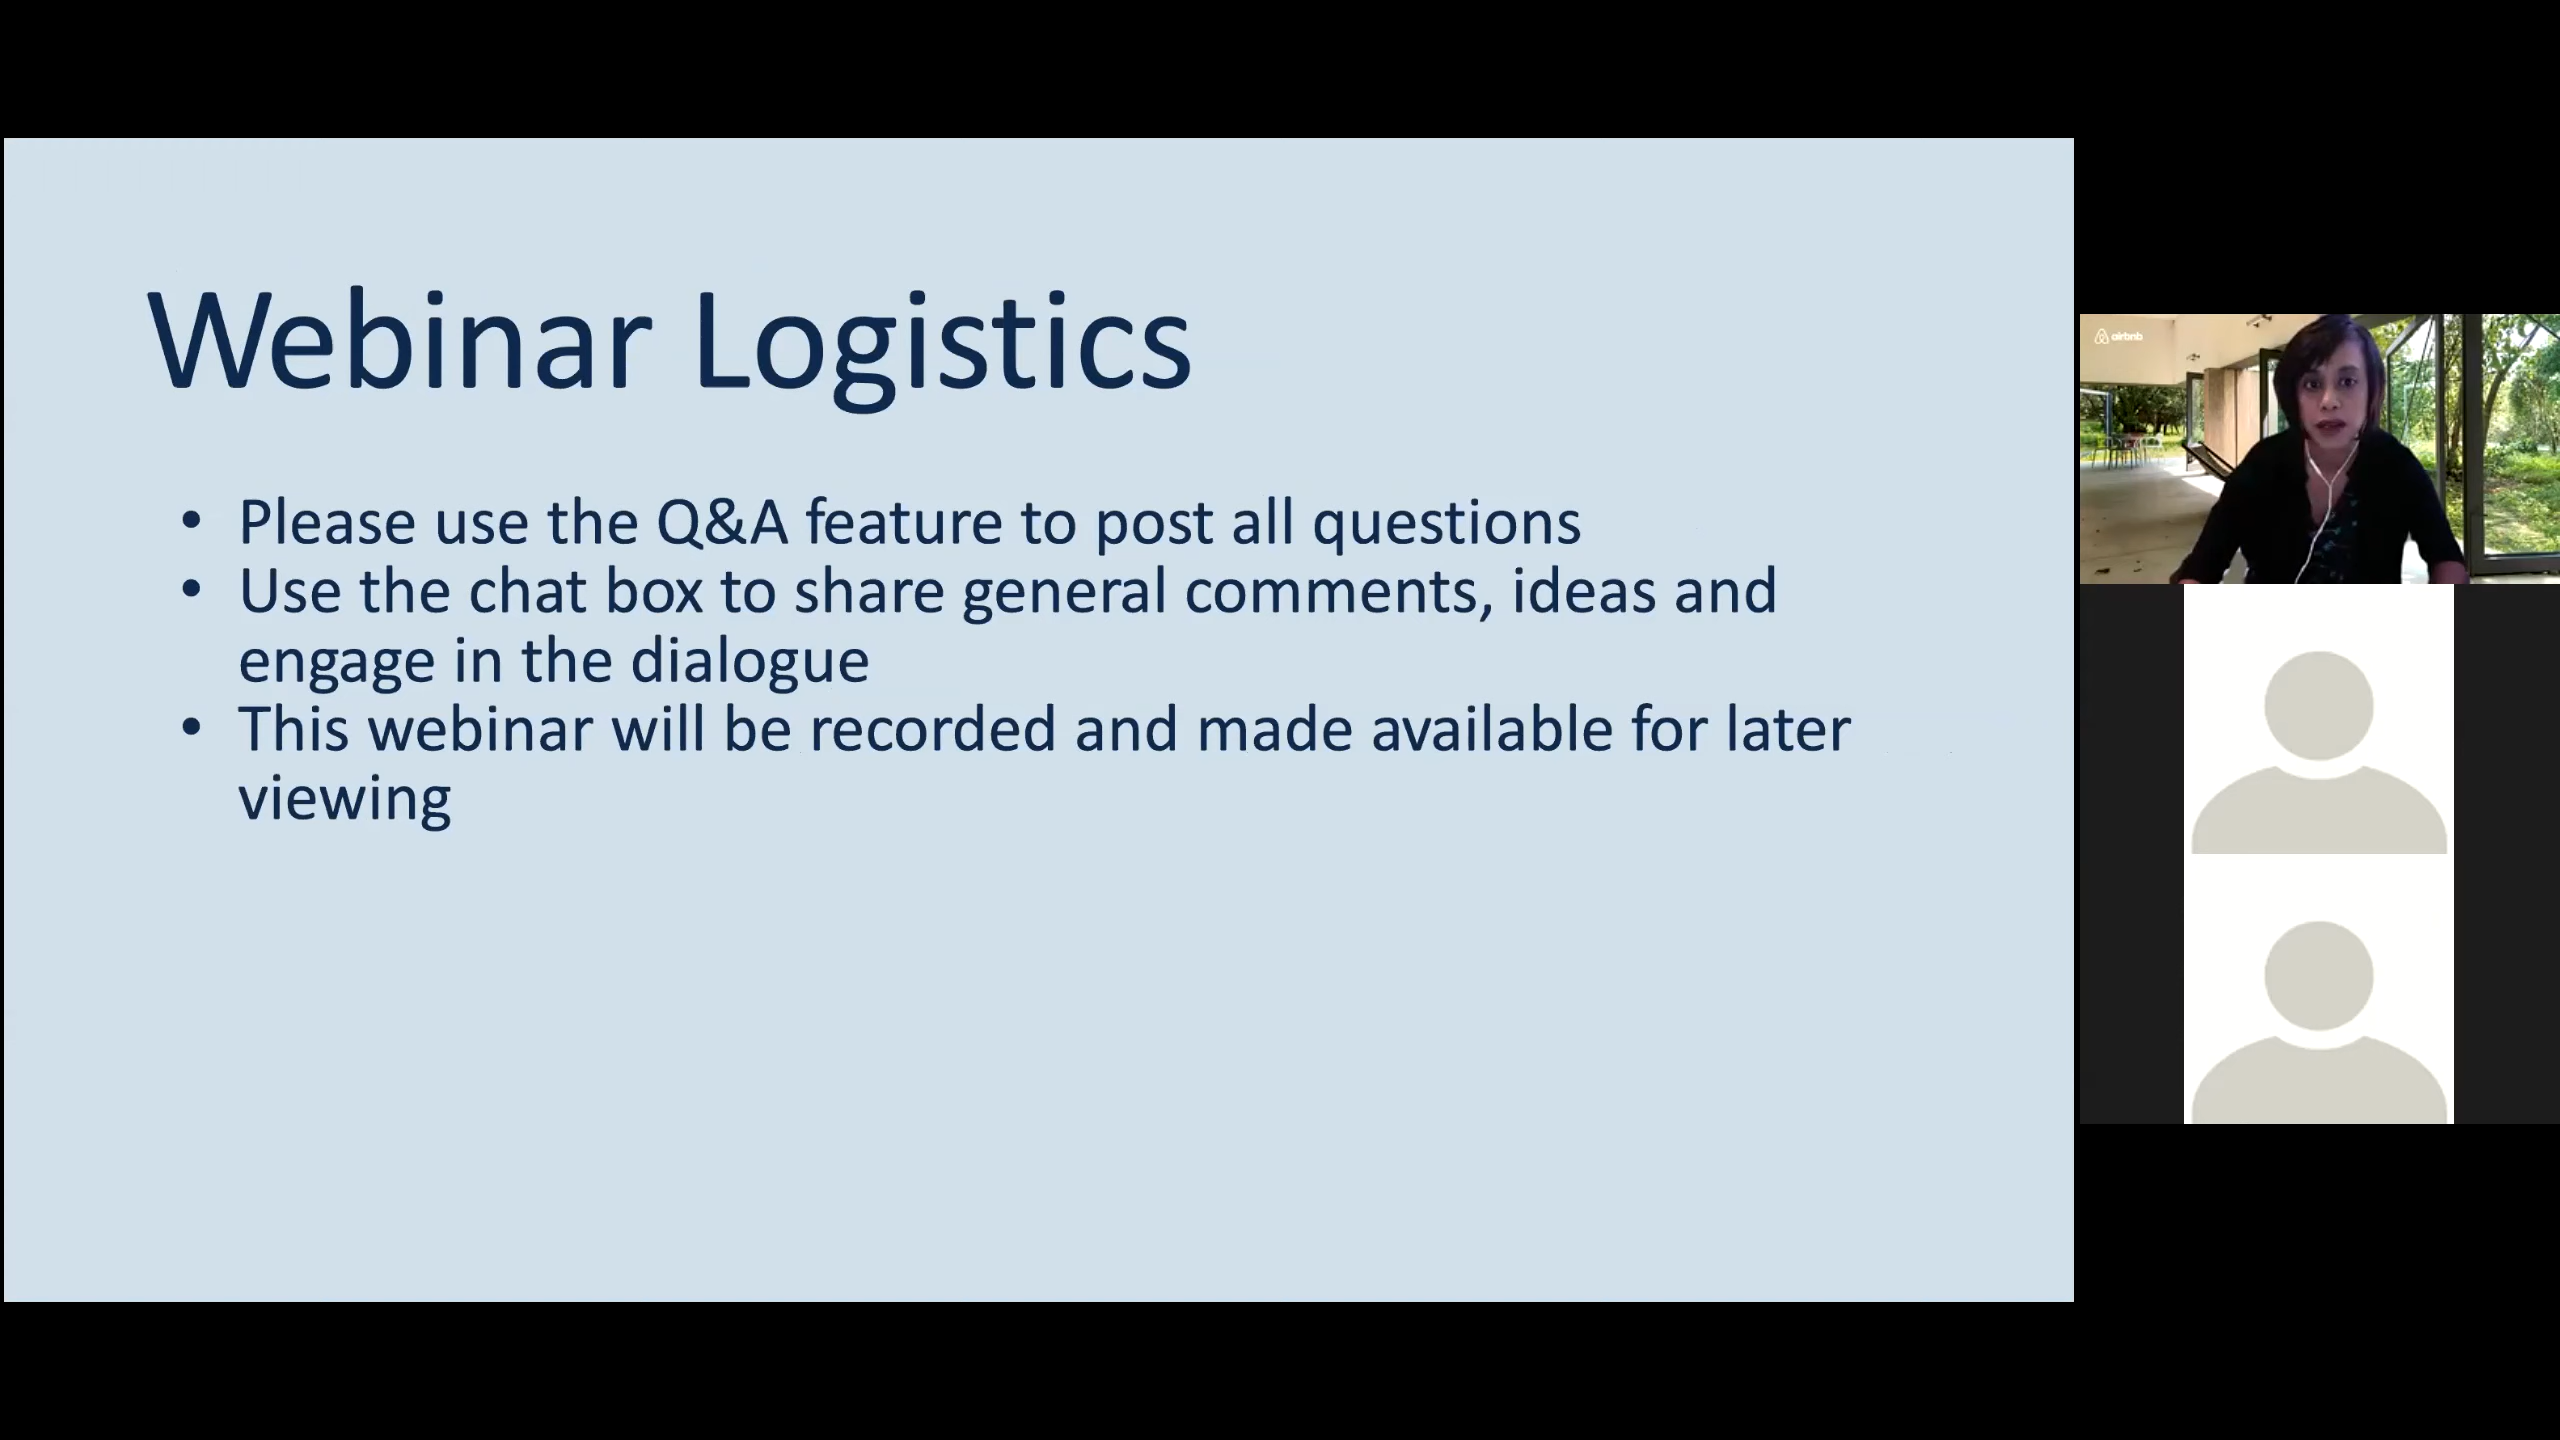 Webinar Logistics
• Please use the Q&A feature to post all questions
• Use the chat box to share general comments, ideas and
engage in the dialogue
• This webinar will be recorded and made available for later
viewing
airbnb